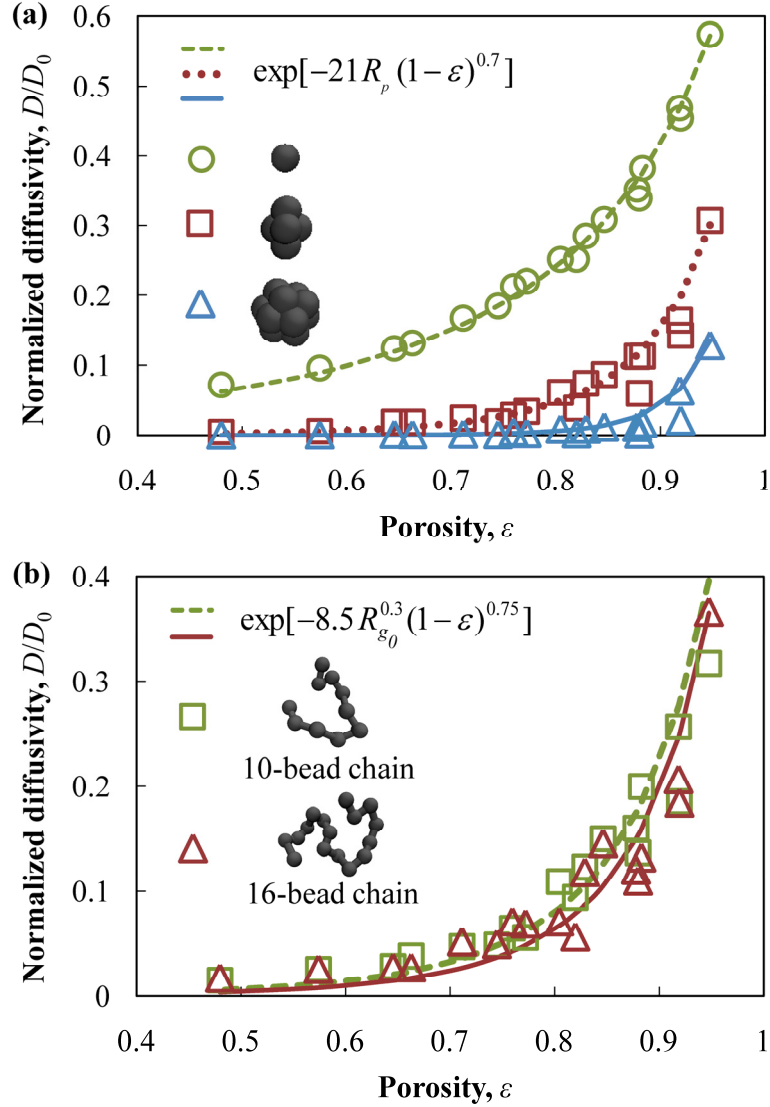 (a)
0.6
0.5
0.4
0.3
0.2
0.1
0
Normalized diffusivity, D/D₀
exp[−21Rₚ(1−ε)^0.7]
0.4 0.5 0.6 0.7 0.8 0.9 1
Porosity, ε
(b)
0.4
0.3
0.2
0.1
0
Normalized diffusivity, D/D₀
exp[−8.5R_{g₀}^{0.3}(1−ε)^{0.75}]
10-bead chain
16-bead chain
0.4 0.5 0.6 0.7 0.8 0.9 1
Porosity, ε